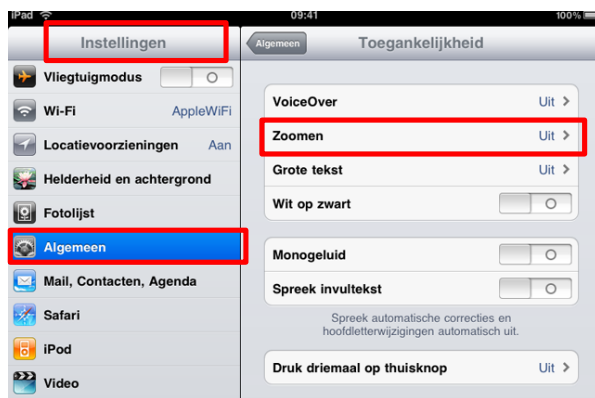 iPad 09:41 100%
Instellingen
Vliegtuigmodus
Wi-Fi AppleWiFi
Locatievoorzieningen Aan
Helderheid en achtergrond
Fotolijst
Algemeen
Mail, Contacten, Agenda
Safari
iPod
Video
Algemeen Toegankelijkheid
VoiceOver Uit
Zoomen Uit
Grote tekst Uit
Wit op zwart
Monogeluid
Spreek invultekst
Spreek automatische correcties en
hoofdletterwijzigingen automatisch uit.
Druk driemaal op thuisknop Uit